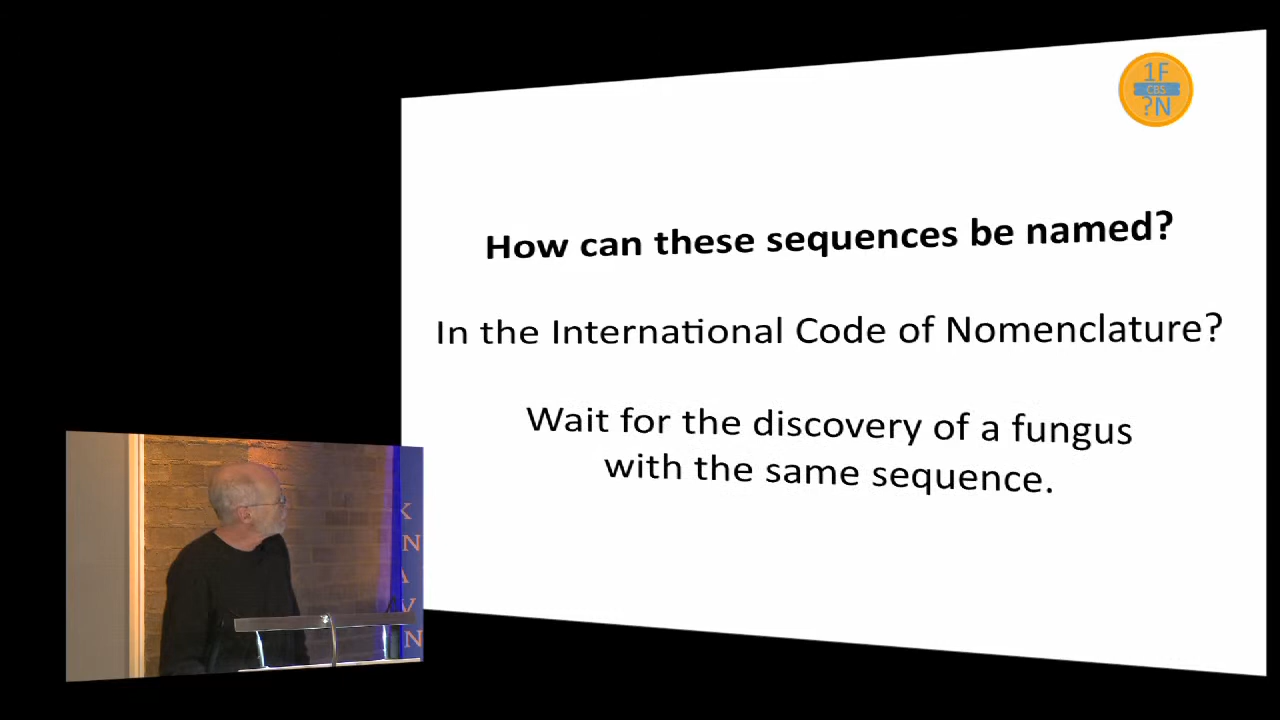 1F
CBS
?N
How can these sequences be named?
In the International Code of Nomenclature?
Wait for the discovery of a fungus
with the same sequence.
K
N
A
V
N